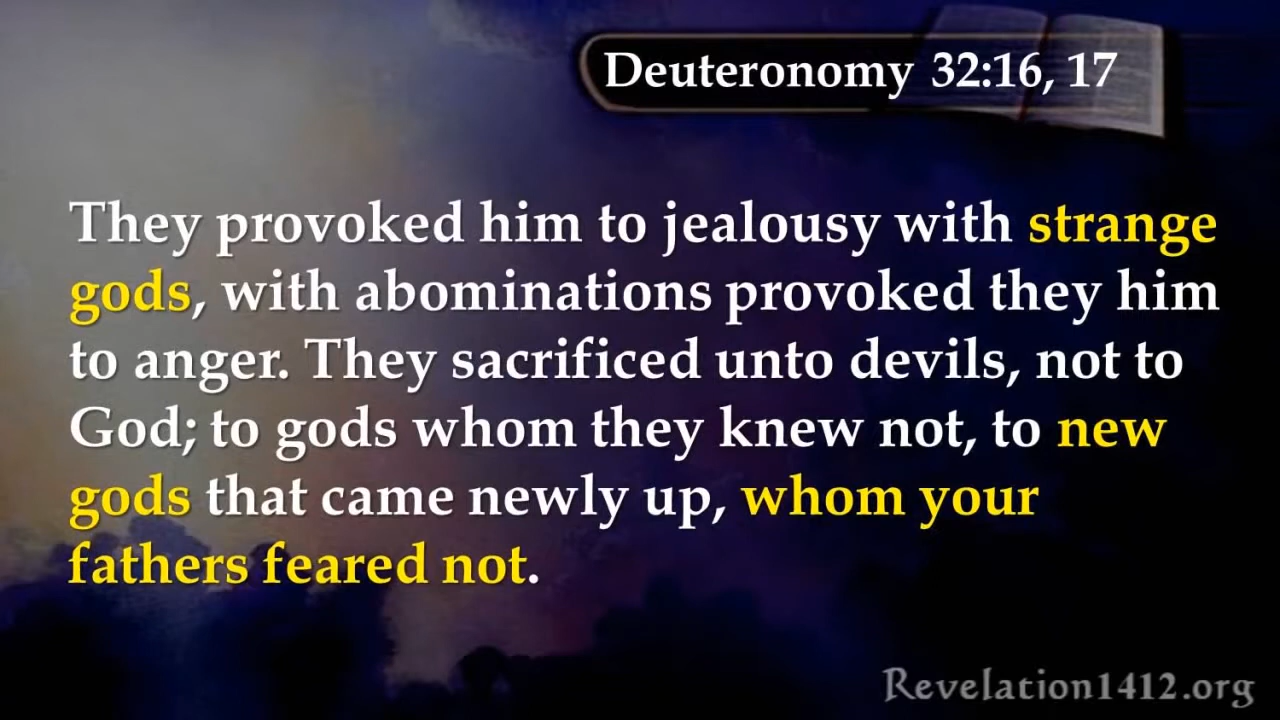 Deuteronomy 32:16, 17
They provoked him to jealousy with strange
gods, with abominations provoked they him
to anger. They sacrificed unto devils, not to
God; to gods whom they knew not, to new
gods that came newly up, whom your
fathers feared not.
Revelation1412.org